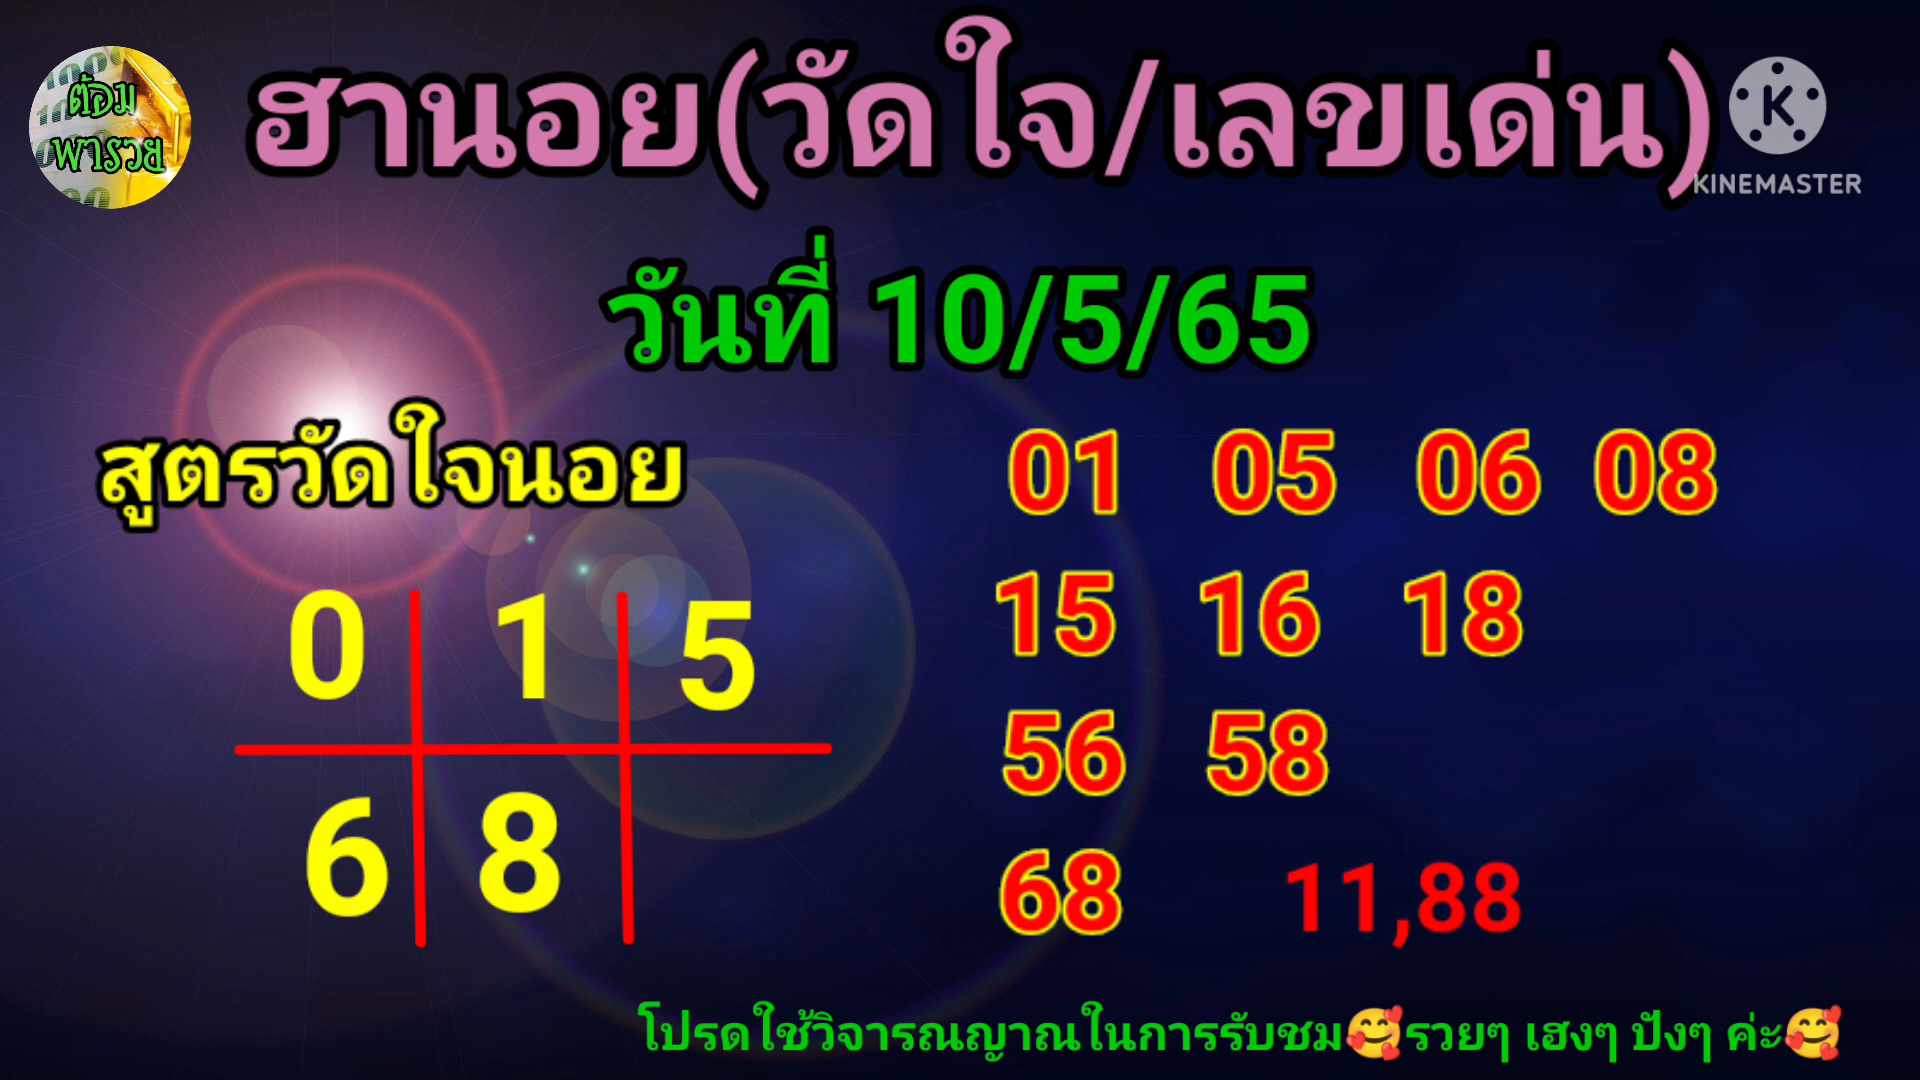 ต้อม
พารวย
ฮานอย(วัดใจ/เลขเด่น)
KINEMASTER
วันที่ 10/5/65
สูตรวัดใจนอย
0 1 5
6 8
01 05 06 08
15 16 18
56 58
68 11,88
โปรดใช้วิจารณญาณในการรับชม🥰รวยๆ เฮงๆ ปังๆ ค่ะ🥰